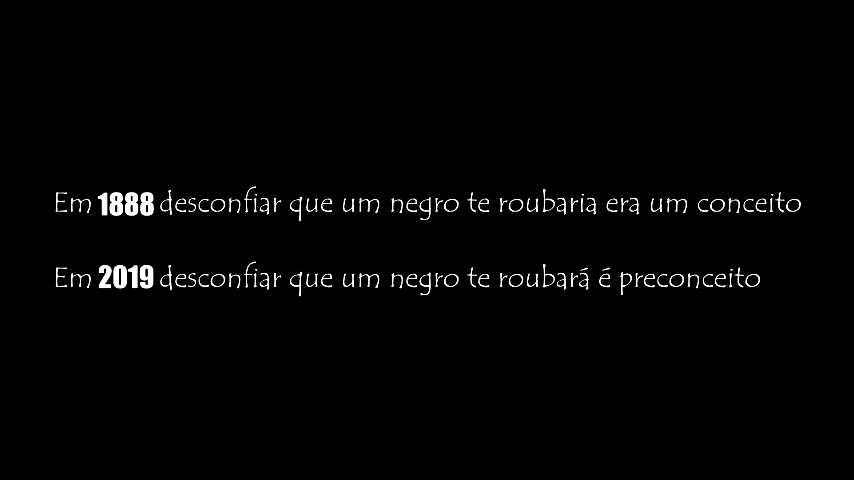 Em 1888 desconfiar que um negro te roubaria era um conceito
Em 2019 desconfiar que um negro te roubará é preconceito